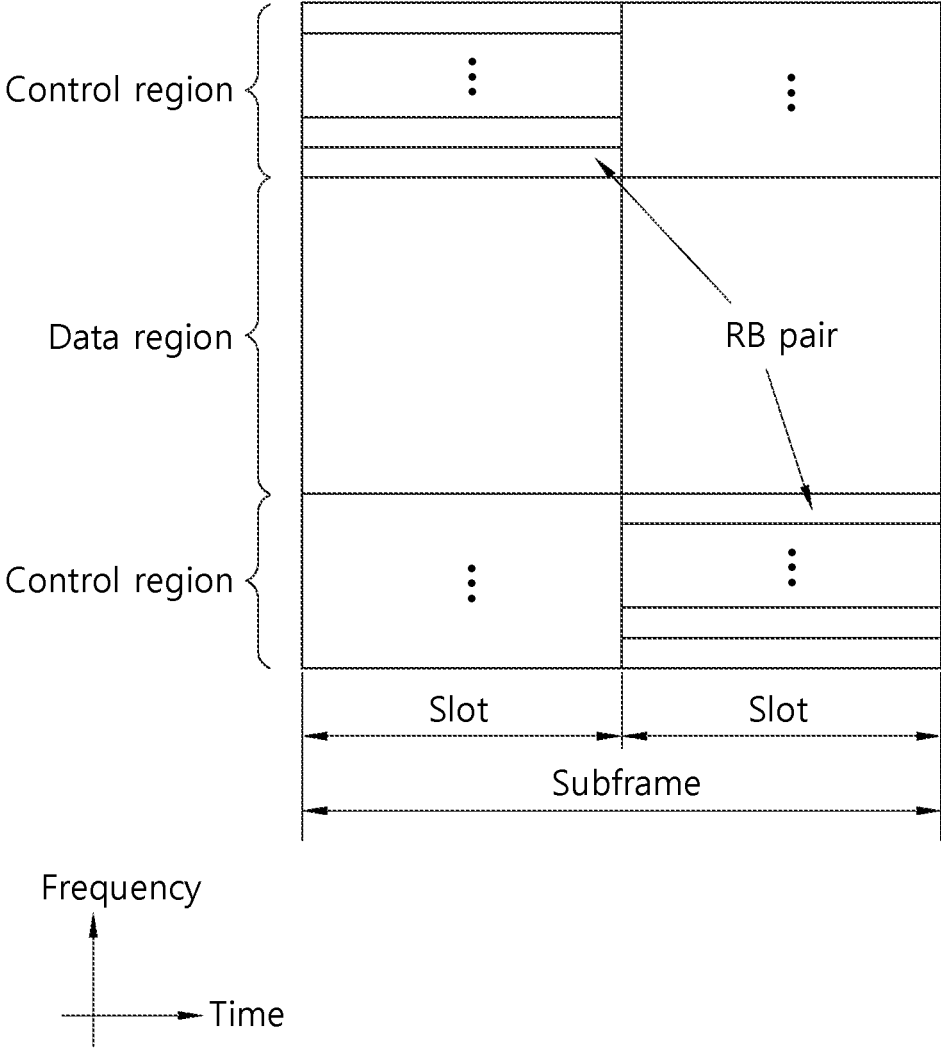 Control region
Data region
RB pair
Control region
Slot
Slot
Subframe
Frequency
Time